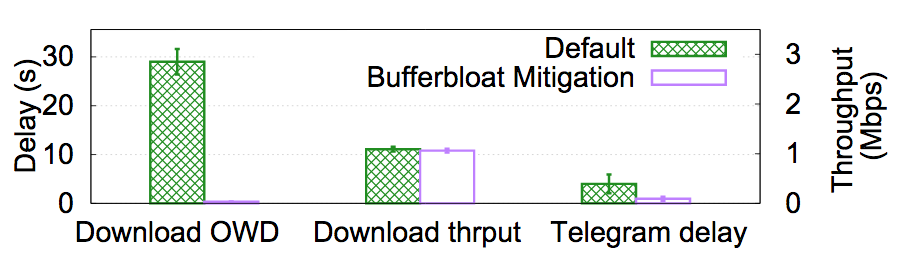 Delay (s)
30
20
10
0
Default
Bufferbloat Mitigation
3
2
1
0
Throughput
(Mbps)
Download OWD
Download thrput
Telegram delay